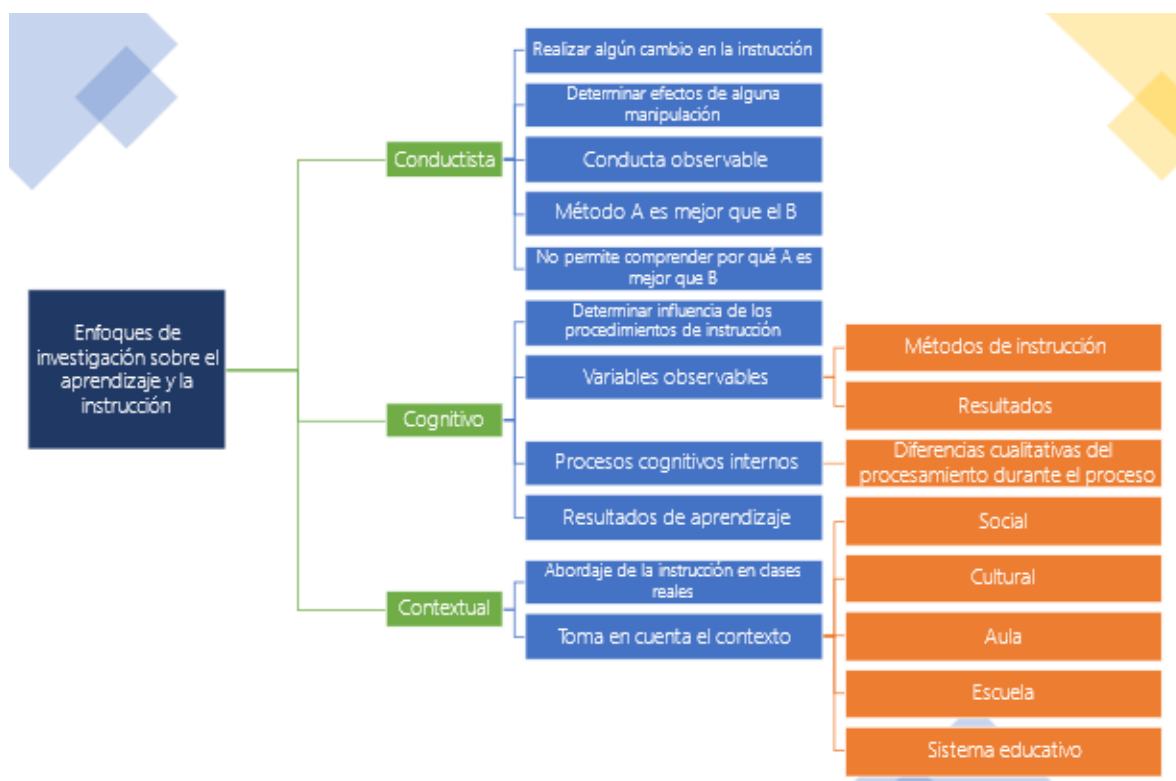 Enfoques de
investigación sobre el
aprendizaje y la
instrucción
Conductista
Realizar algún cambio en la instrucción
Determinar efectos de alguna
manipulación
Conducta observable
Método A es mejor que el B
No permite comprender por qué A es
mejor que B
Cognitivo
Determinar influencia de los
procedimientos de instrucción
Variables observables
Métodos de instrucción
Resultados
Procesos cognitivos internos
Diferencias cualitativas del
procesamiento durante el proceso
Resultados de aprendizaje
Contextual
Abordaje de la instrucción en clases
reales
Toma en cuenta el contexto
Social
Cultural
Aula
Escuela
Sistema educativo